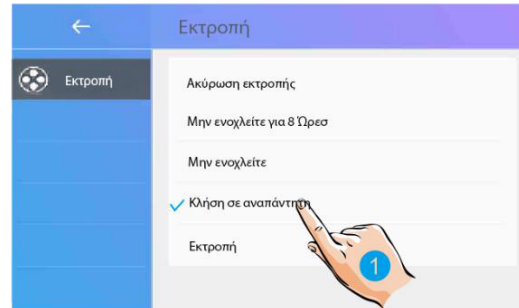 Εκτροπή
Εκτροπή
Ακύρωση εκτροπής
Μην ενοχλείτε για 8 Ώρεσ
Μην ενοχλείτε
Κλήση σε αναπάντητη
Εκτροπή
1